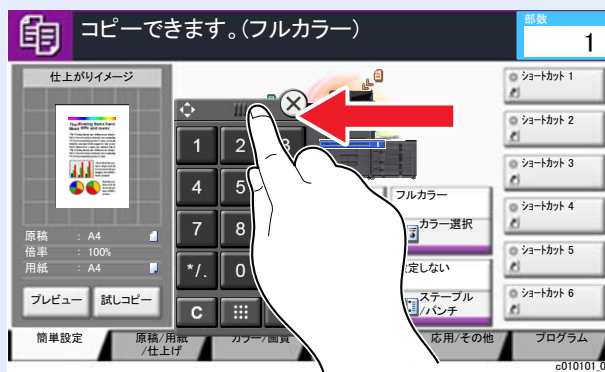 コピーできます。(フルカラー)
部数
1
仕上がりイメージ
原稿 : A4
倍率 : 100%
用紙 : A4
プレビュー
試しコピー
1
2
3
4
5
7
8
*/.
0
C
フルカラー
カラー選択
定しない
ステープル
/パンチ
ショートカット 1
ショートカット 2
ショートカット 3
ショートカット 4
ショートカット 5
ショートカット 6
簡単設定
原稿/用紙
/仕上げ
カラー/画質
応用/その他
プログラム
c010101_0